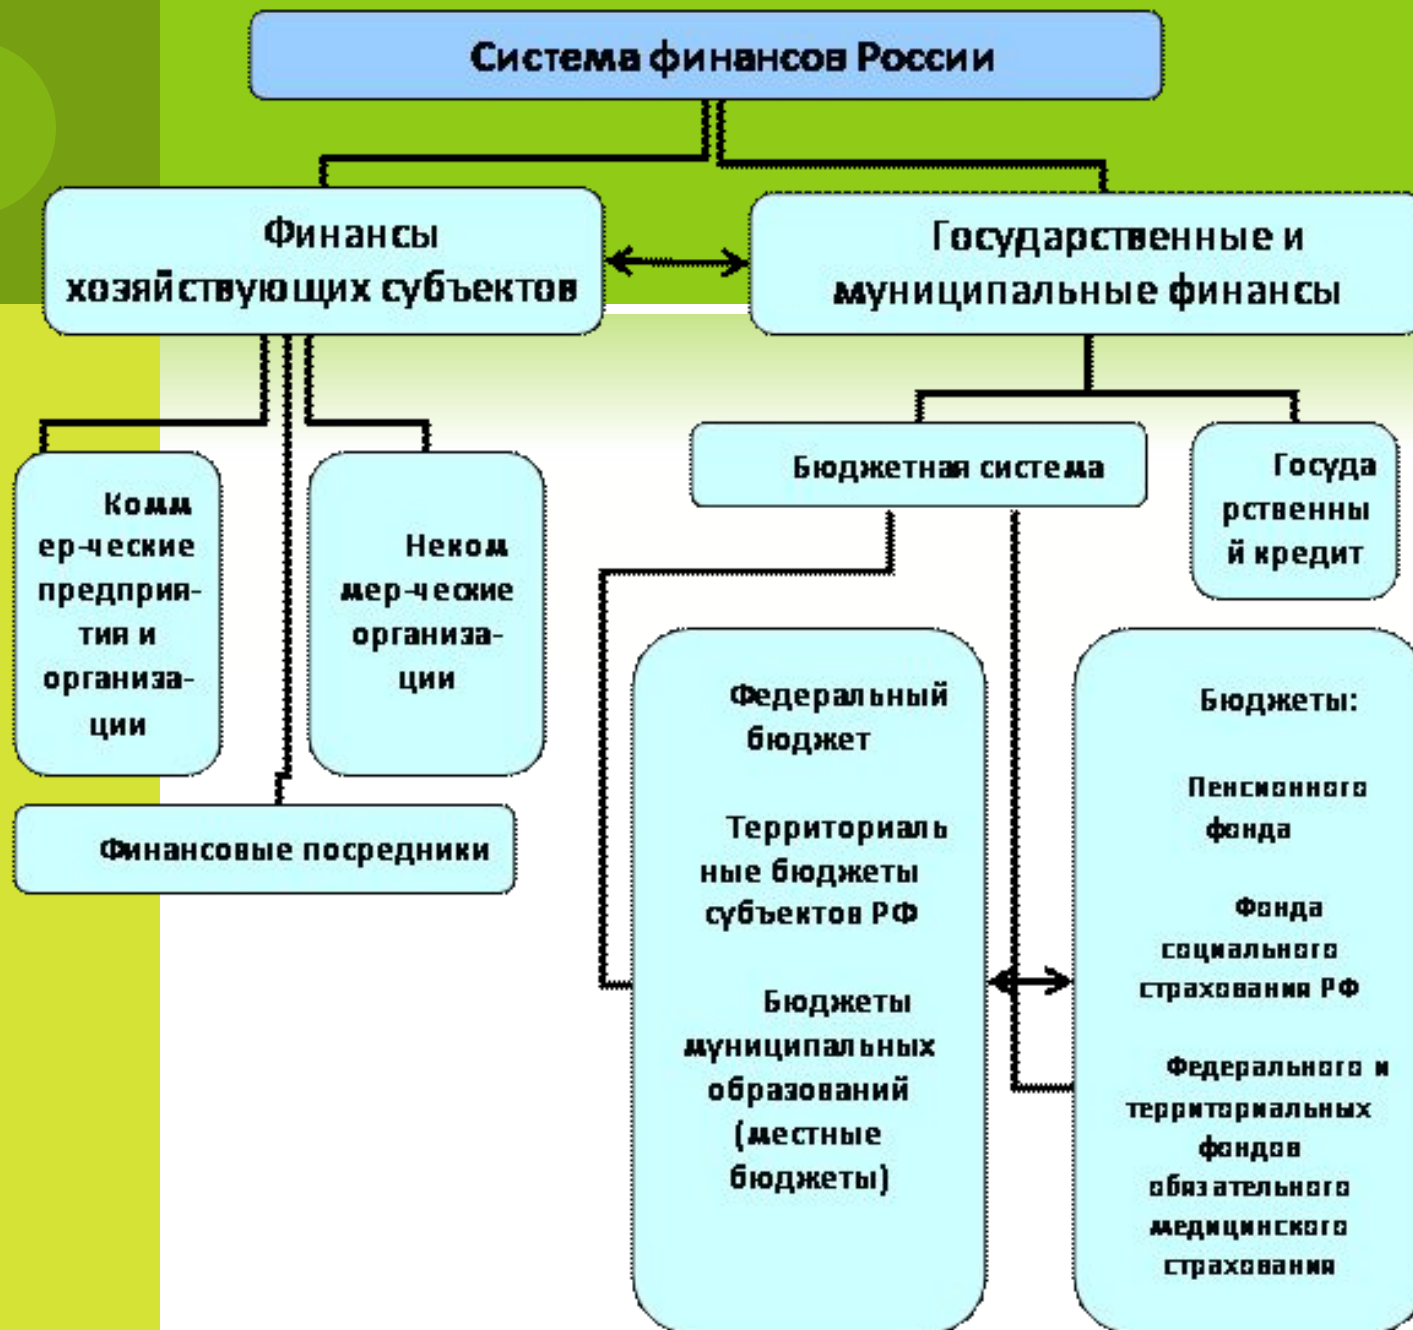 Система финансов России
Финансы
хозяйствующих субъектов
Государственные и
муниципальные финансы
Комм
ер-ческие
предприя-
тия и
организа-
ции
Неком
мер-ческие
организа-
ции
Финансовые посредники
Бюджетная система
Госуда
рственны
й кредит
Федеральный
бюджет
Территориаль
ные бюджеты
субъектов РФ
Бюджеты
муниципальных
образований
(местные
бюджеты)
Бюджеты:
Пенсионного
фонда
Фонда
социального
страхования РФ
Федерального и
территориальных
фондов
обязательного
медицинского
страхования